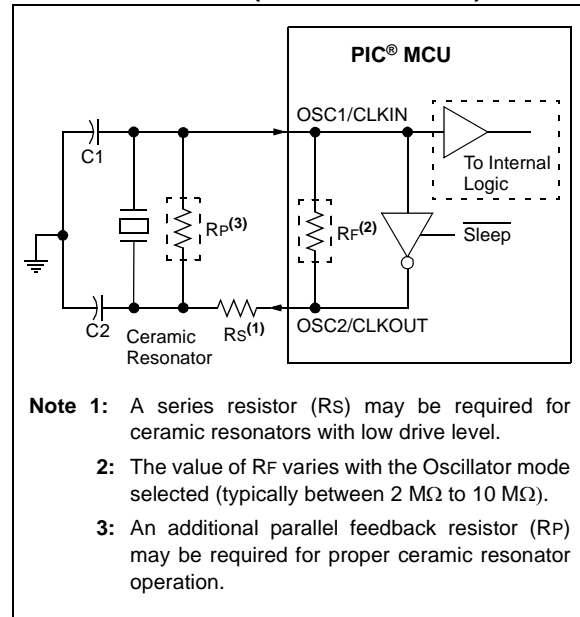 PIC® MCU
OSC1/CLKIN
C1
To Internal
Logic
RP(3)
RF(2)
Sleep
C2
Ceramic
Resonator
RS(1)
OSC2/CLKOUT
Note 1: A series resistor (RS) may be required for
ceramic resonators with low drive level.
2: The value of RF varies with the Oscillator mode
selected (typically between 2 MΩ to 10 MΩ).
3: An additional parallel feedback resistor (RP)
may be required for proper ceramic resonator
operation.